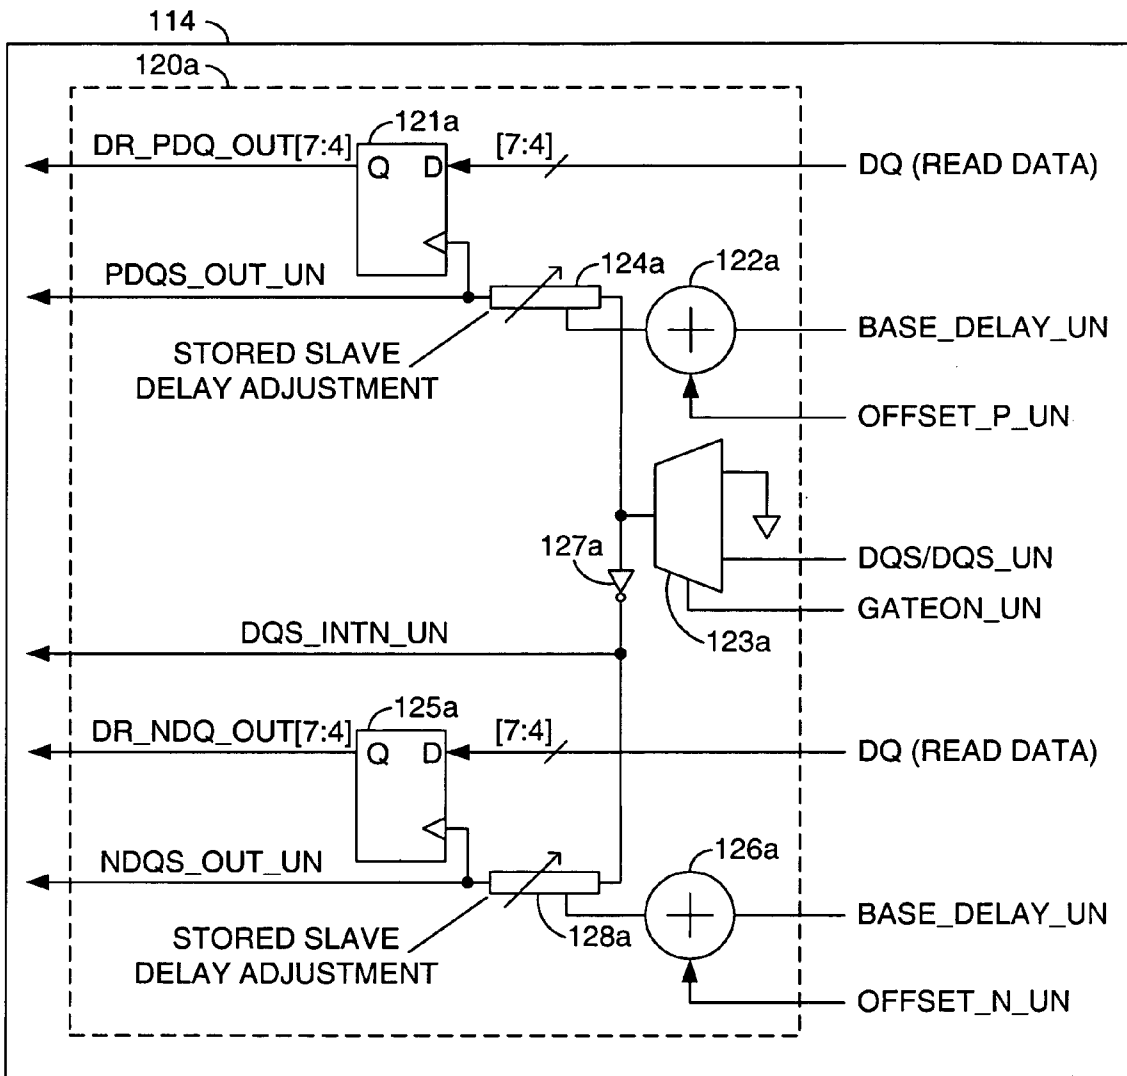 114
120a
121a
DR_PDQ_OUT[7:4]
Q D
[7:4]
DQ (READ DATA)
PDQS_OUT_UN
124a
122a
BASE_DELAY_UN
STORED SLAVE
DELAY ADJUSTMENT
OFFSET_P_UN
127a
DQS/DQS_UN
GATEON_UN
123a
DQS_INTN_UN
125a
DR_NDQ_OUT[7:4]
Q D
[7:4]
DQ (READ DATA)
NDQS_OUT_UN
126a
BASE_DELAY_UN
128a
STORED SLAVE
DELAY ADJUSTMENT
OFFSET_N_UN